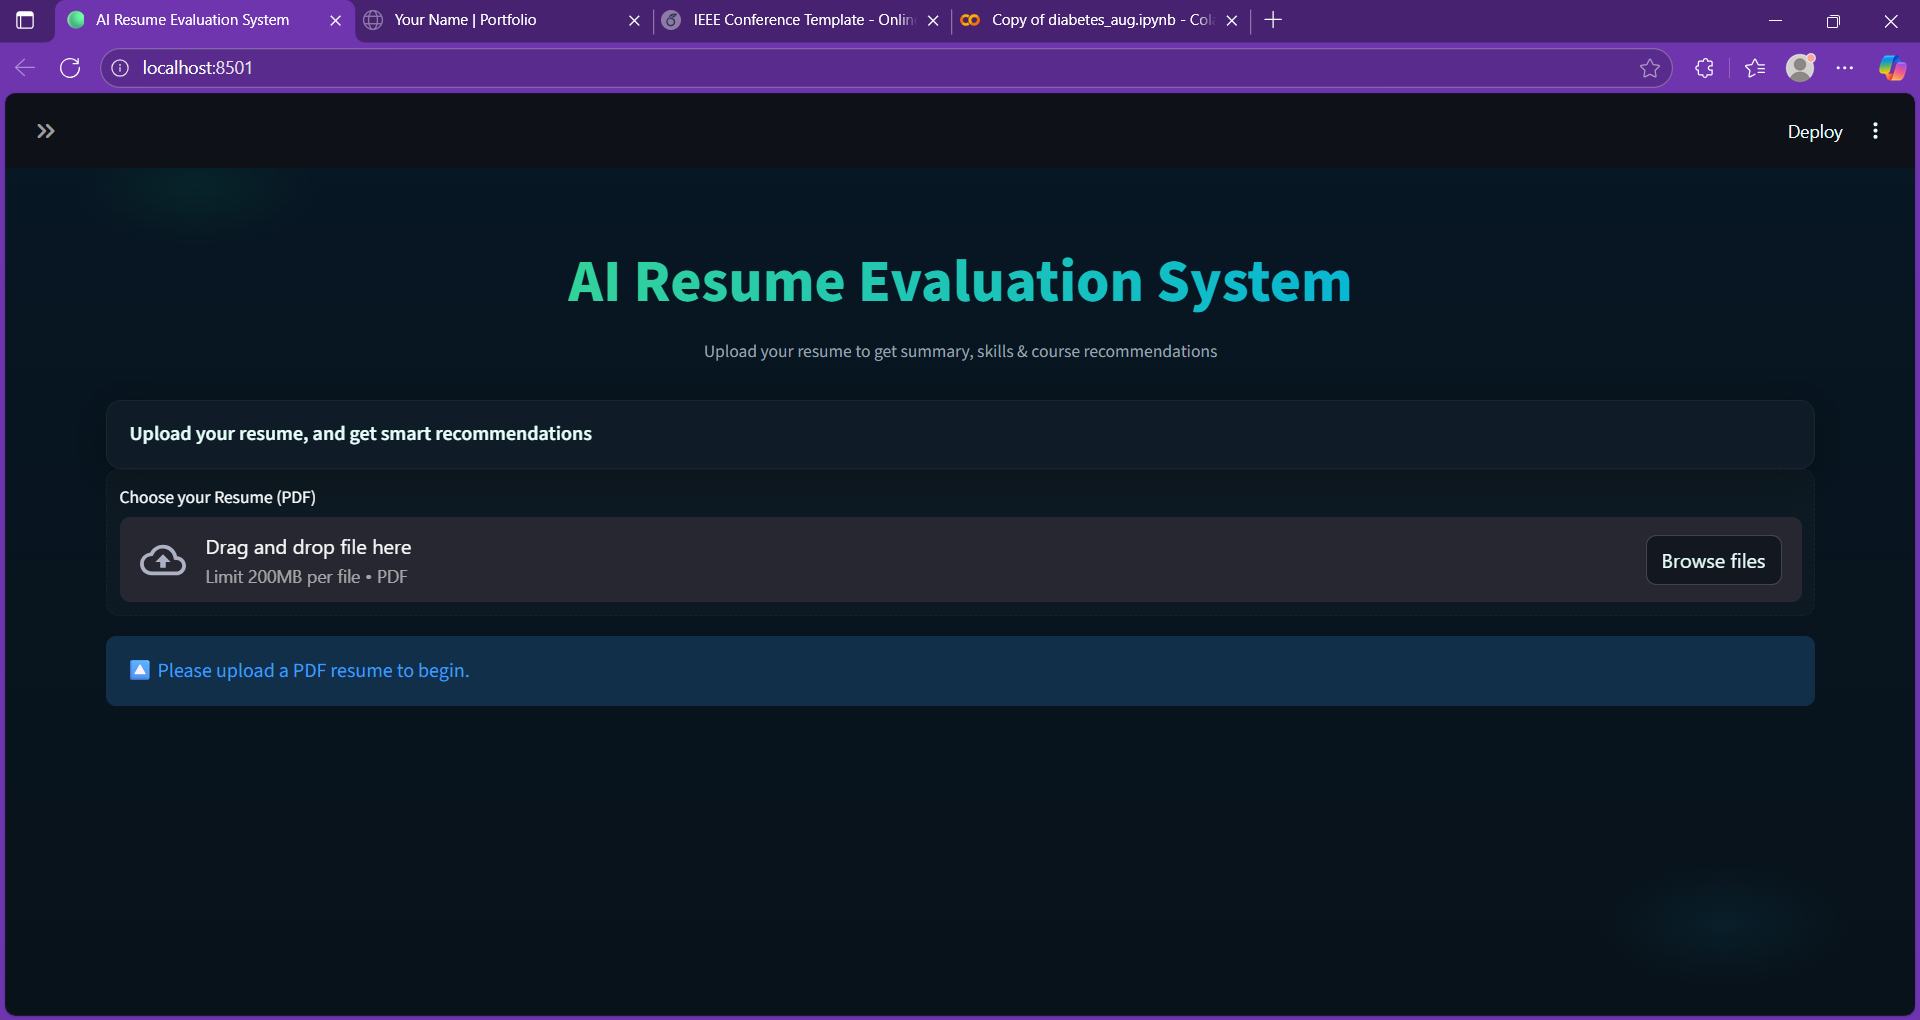 AI Resume Evaluation System
Your Name | Portfolio
IEEE Conference Template - Onlin
Copy of diabetes_aug.ipynb - Col
localhost:8501
Deploy
AI Resume Evaluation System
Upload your resume to get summary, skills & course recommendations
Upload your resume, and get smart recommendations
Choose your Resume (PDF)
Drag and drop file here
Limit 200MB per file • PDF
Browse files
Please upload a PDF resume to begin.